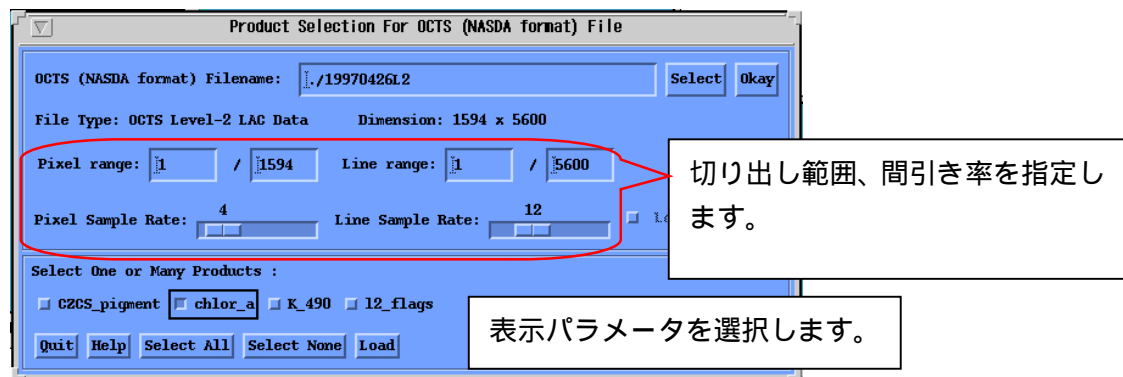 Product Selection For OCTS (NASDA format) File
OCTS (NASDA format) Filename: ./19970426L2 Select Okay
File Type: OCTS Level-2 LAC Data Dimension: 1594 x 5600
Pixel range: 1 / 1594 Line range: 1 / 5600
切り出し範囲、間引き率を指定し
ます。
4 12
Pixel Sample Rate: Line Sample Rate:
Select One or Many Products :
CZCS_pigment chlor_a K_490 l2_flags
表示パラメータを選択します。
Quit Help Select All Select None Load